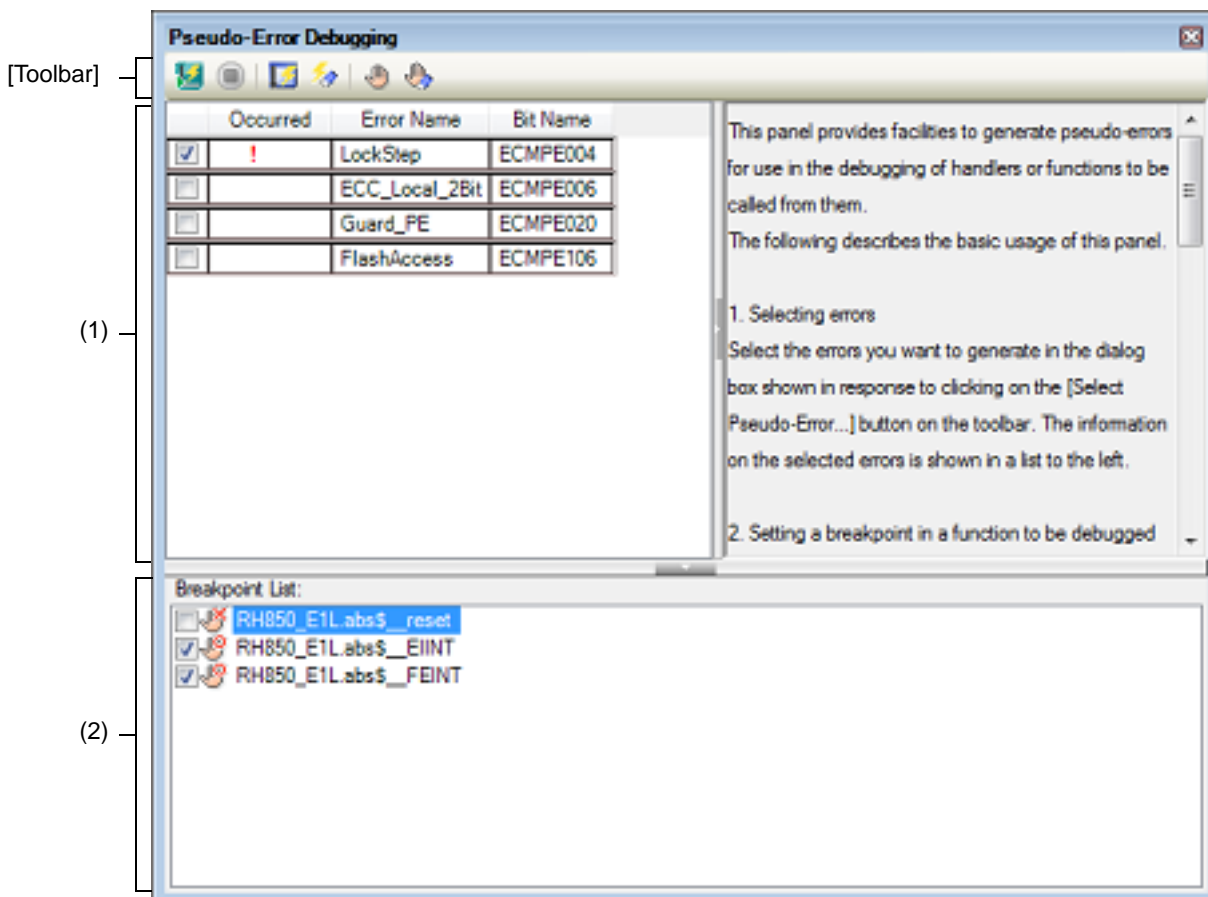 Pseudo-Error Debugging
[Toolbar]
(1)
Occurred Error Name Bit Name
! LockStep ECMPE004
ECC_Local_2Bit ECMPE006
Guard_PE ECMPE020
FlashAccess ECMPE106
This panel provides facilities to generate pseudo-errors
for use in the debugging of handlers or functions to be
called from them.
The following describes the basic usage of this panel.
1. Selecting errors
Select the errors you want to generate in the dialog
box shown in response to clicking on the [Select
Pseudo-Error...] button on the toolbar. The information
on the selected errors is shown in a list to the left.
2. Setting a breakpoint in a function to be debugged
(2)
Breakpoint List:
RH850_E1L.abs$__reset
RH850_E1L.abs$__EIINT
RH850_E1L.abs$__FEINT